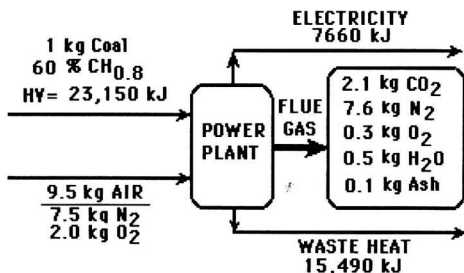 ELECTRICITY
7660 kJ
1 kg Coal
60 % CH0.8
HV= 23,150 kJ
POWER
PLANT
FLUE
GAS
2.1 kg CO2
7.6 kg N2
0.3 kg O2
0.5 kg H2O
0.1 kg Ash
9.5 kg AIR
7.5 kg N2
2.0 kg O2
WASTE HEAT
15,490 kJ